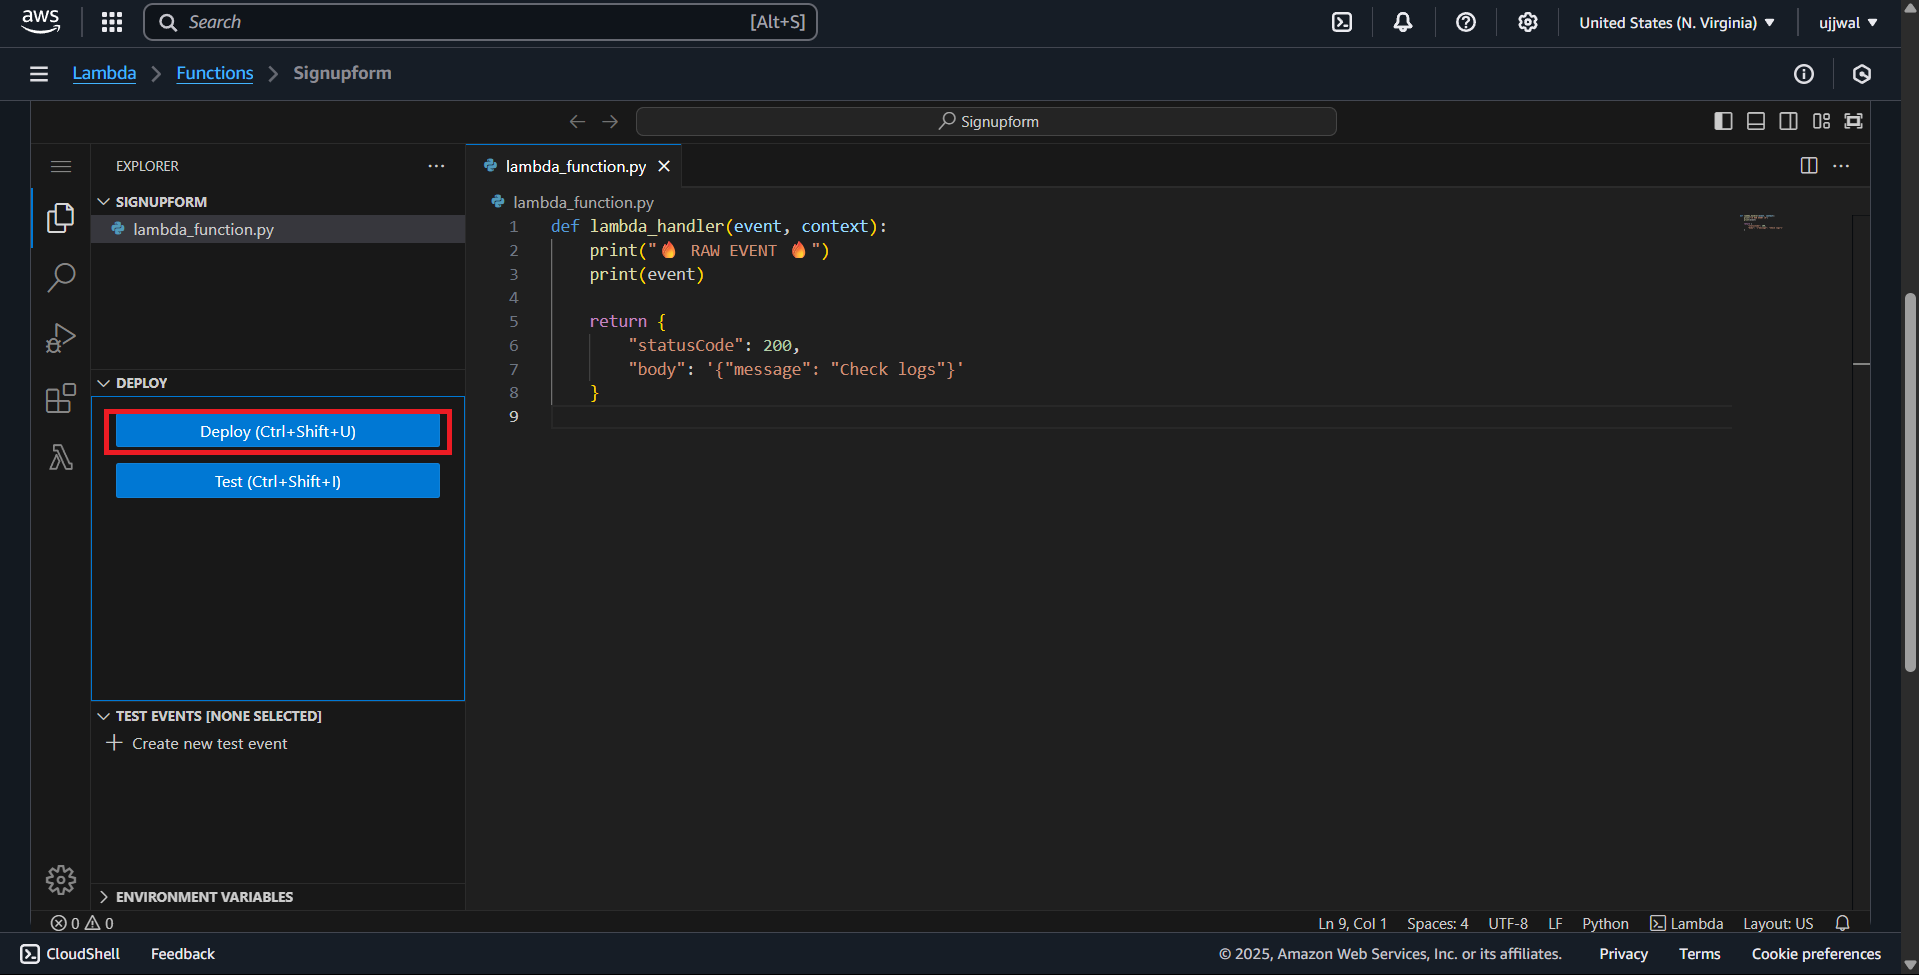 aws Search [Alt+S] United States (N. Virginia) ujjwal
Lambda Functions Signupform
Signupform
EXPLORER
SIGNUPFORM
lambda_function.py
DEPLOY
Deploy (Ctrl+Shift+U)
Test (Ctrl+Shift+I)
TEST EVENTS [NONE SELECTED]
Create new test event
ENVIRONMENT VARIABLES
lambda_function.py
lambda_function.py
1 def lambda_handler(event, context):
2     print("🔥 RAW EVENT 🔥")
3     print(event)
4
5     return {
6         "statusCode": 200,
7         "body": '{"message": "Check logs"}'
8     }
9
0 0 Ln 9, Col 1 Spaces: 4 UTF-8 LF Python Lambda Layout: US
CloudShell Feedback © 2025, Amazon Web Services, Inc. or its affiliates. Privacy Terms Cookie preferences